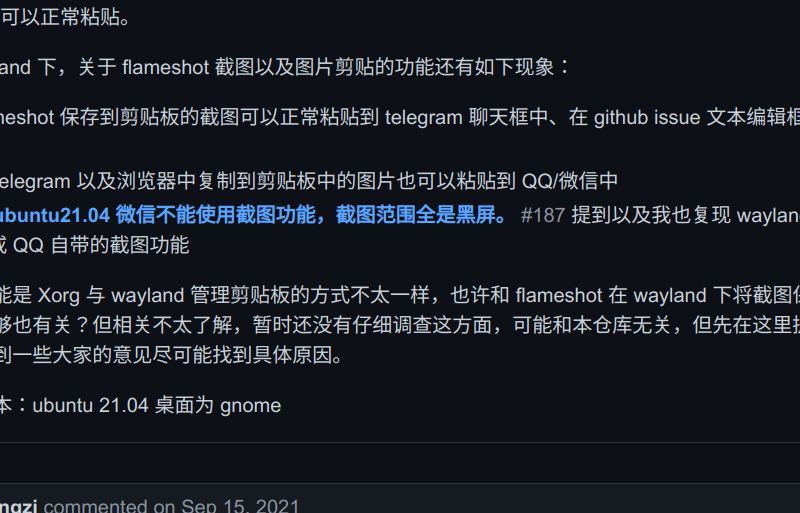 可以正常粘贴。
land 下，关于 flameshot 截图以及图片剪贴的功能还有如下现象：
meshot 保存到剪贴板的截图可以正常粘贴到 telegram 聊天框中、在 github issue 文本编辑框
elegram 以及浏览器中复制到剪贴板中的图片也可以粘贴到 QQ/微信中
ubuntu21.04 微信不能使用截图功能，截图范围全是黑屏。 #187 提到以及我也复现 wayland
QQ 自带的截图功能
能是 Xorg 与 wayland 管理剪贴板的方式不太一样，也许和 flameshot 在 wayland 下将截图保
够也有关？但相关不太了解，暂时还没有仔细调查这方面，可能和本仓库无关，但先在这里
到一些大家的意见尽可能找到具体原因。
本：ubuntu 21.04 桌面为 gnome
ngzi commented on Sep 15, 2021